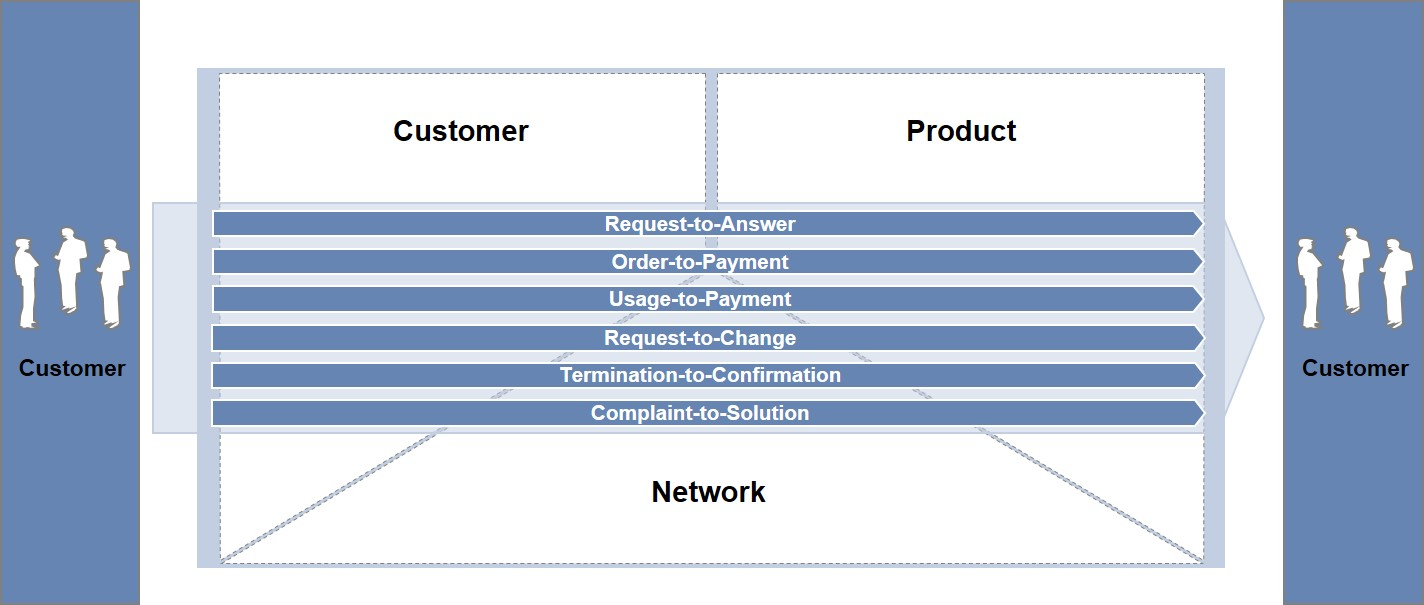 Customer
Product
Request-to-Answer
Order-to-Payment
Usage-to-Payment
Request-to-Change
Termination-to-Confirmation
Complaint-to-Solution
Customer
Customer
Network